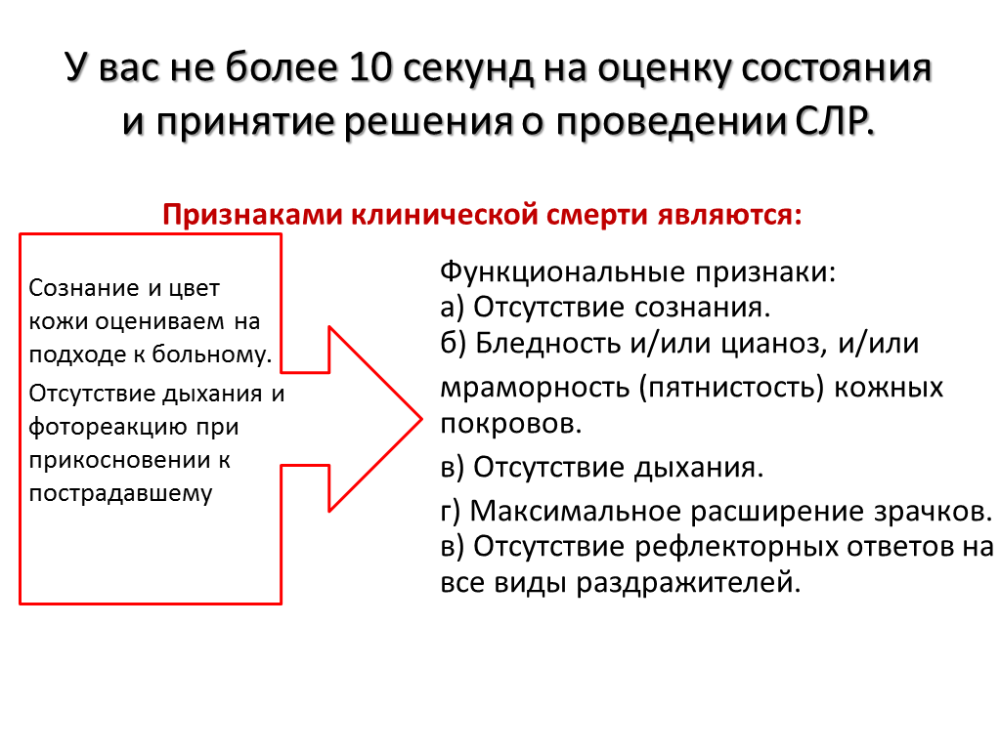 У вас не более 10 секунд на оценку состояния
и принятие решения о проведении СЛР.
Признаками клинической смерти являются:
Сознание и цвет
кожи оцениваем на
подходе к больному.
Отсутствие дыхания и
фотореакцию при
прикосновении к
пострадавшему
Функциональные признаки:
а) Отсутствие сознания.
б) Бледность и/или цианоз, и/или
мраморность (пятнистость) кожных
покровов.
в) Отсутствие дыхания.
г) Максимальное расширение зрачков.
в) Отсутствие рефлекторных ответов на
все виды раздражителей.